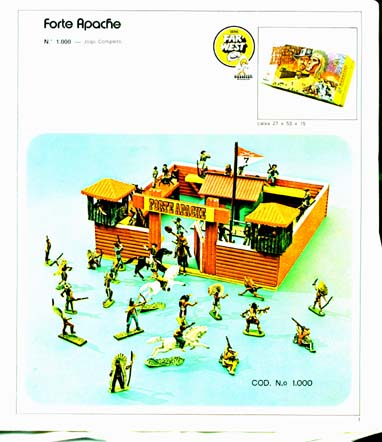 Forte Apache
N.º 1.000 — Jogo Completo.
FAR-
WEST
caixa 27 x 53 x 15
7
FORTE APACHE
COD. N.o 1.000